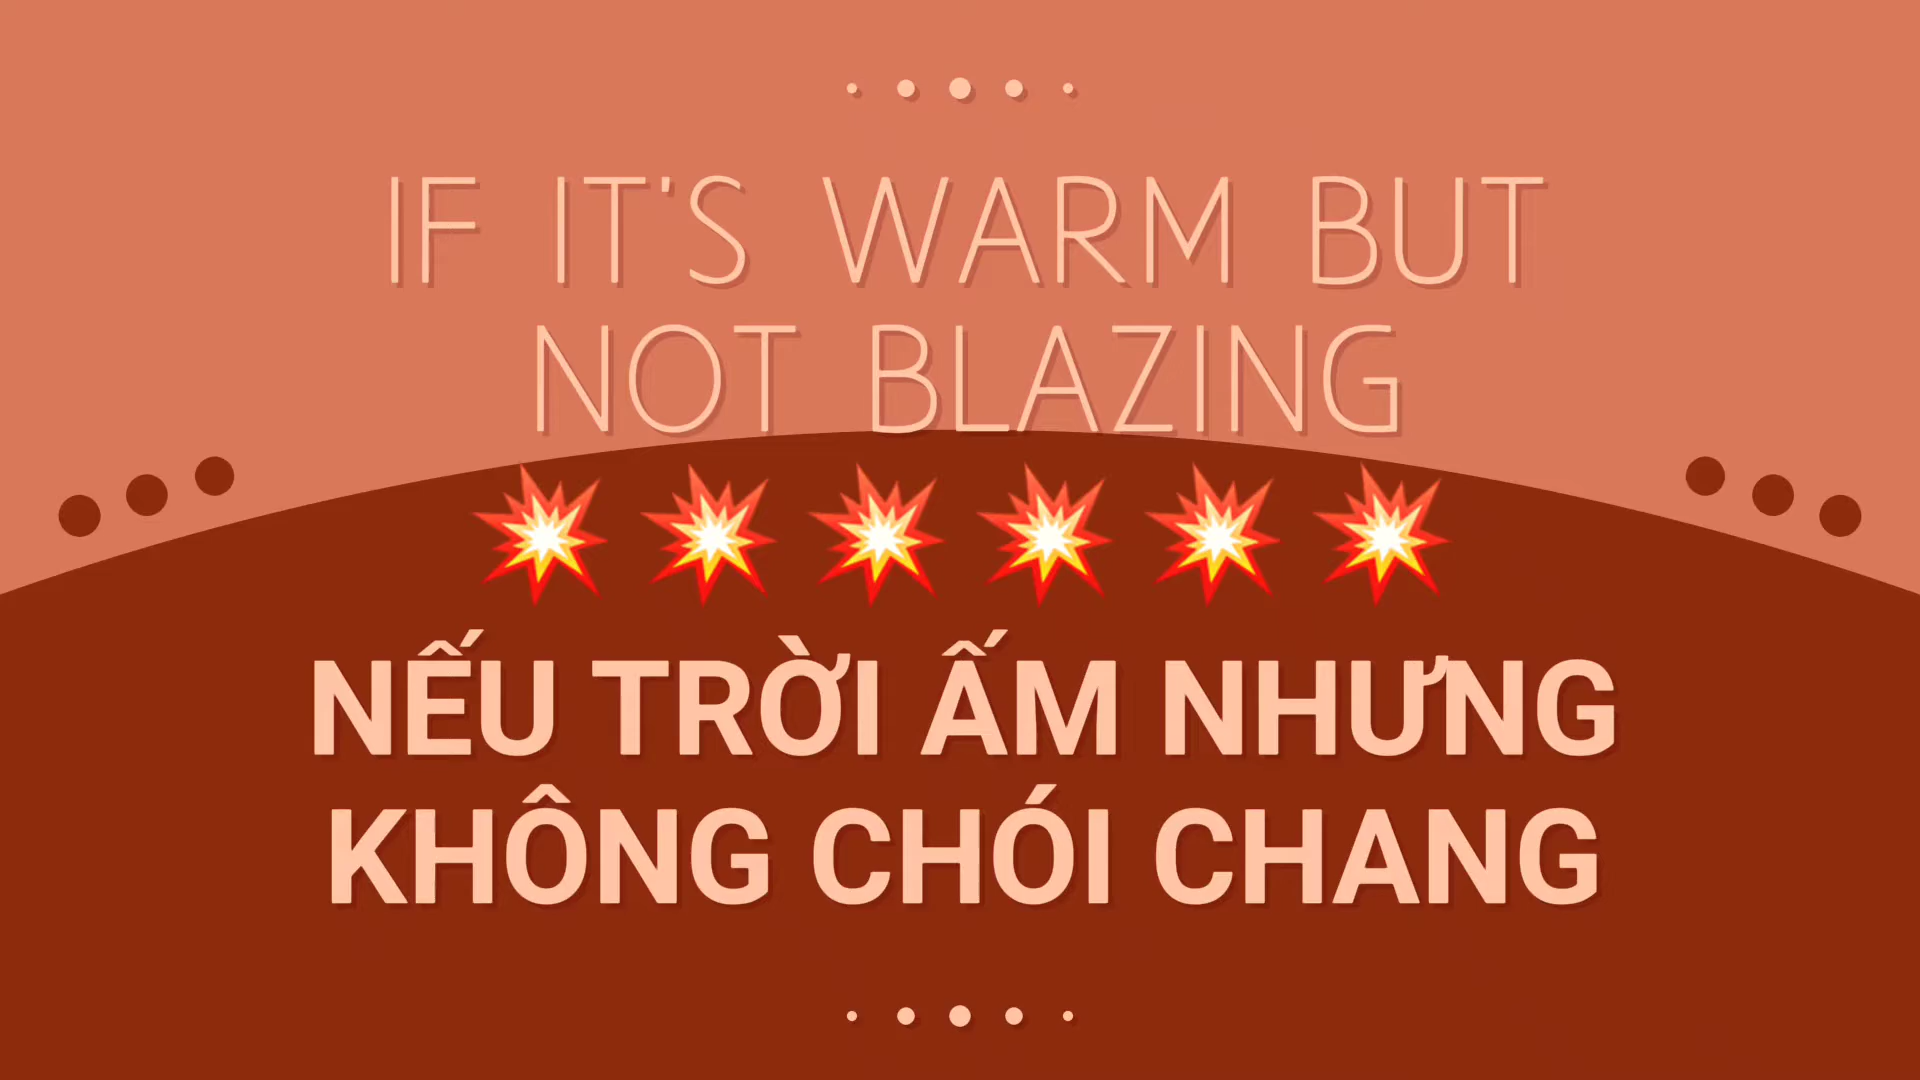 IF IT'S WARM BUT
NOT BLAZING
💥 💥 💥 💥 💥 💥
NẾU TRỜI ẤM NHƯNG
KHÔNG CHÓI CHANG